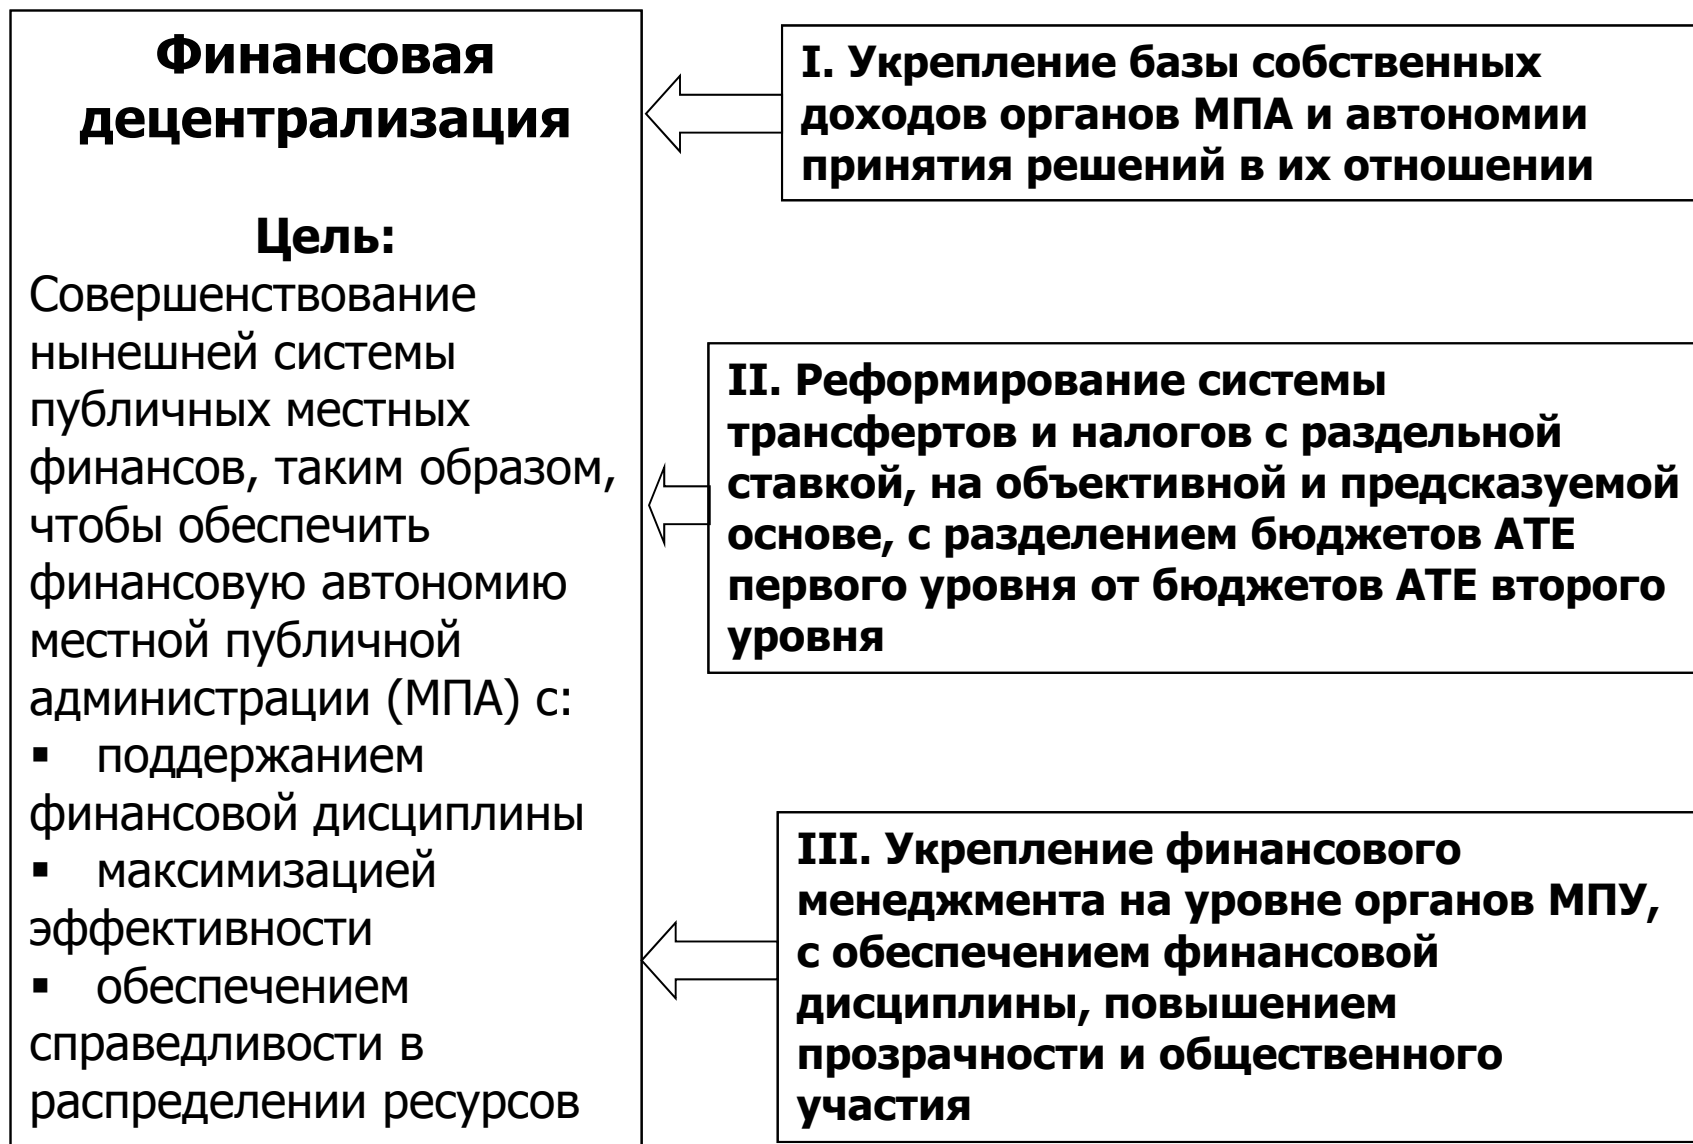 Финансовая
децентрализация
Цель:
Совершенствование
нынешней системы
публичных местных
финансов, таким образом,
чтобы обеспечить
финансовую автономию
местной публичной
администрации (МПА) с:
▪ поддержанием
финансовой дисциплины
▪ максимизацией
эффективности
▪ обеспечением
справедливости в
распределении ресурсов
I. Укрепление базы собственных
доходов органов МПА и автономии
принятия решений в их отношении
II. Реформирование системы
трансфертов и налогов с раздельной
ставкой, на объективной и предсказуемой
основе, с разделением бюджетов АТЕ
первого уровня от бюджетов АТЕ второго
уровня
III. Укрепление финансового
менеджмента на уровне органов МПУ,
с обеспечением финансовой
дисциплины, повышением
прозрачности и общественного
участия